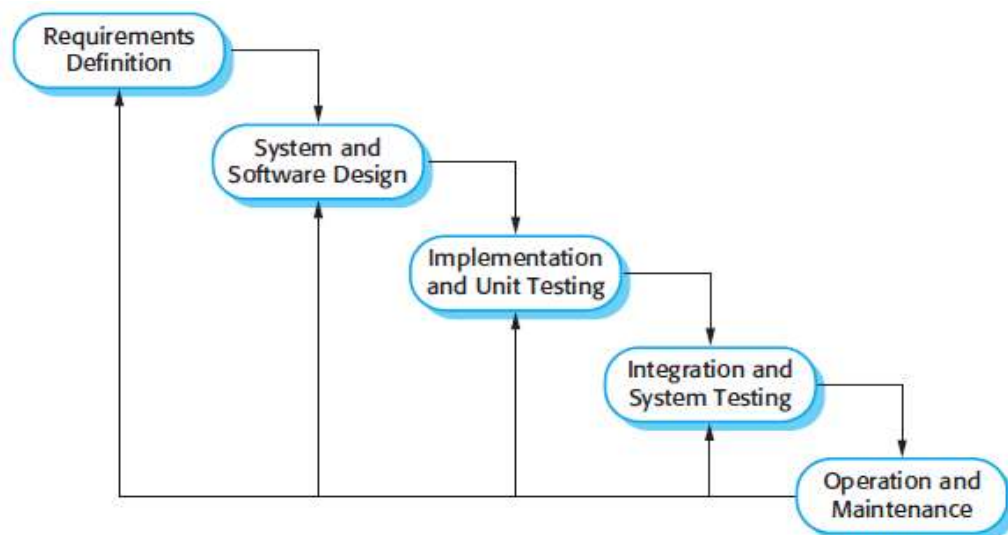 Requirements
Definition
System and
Software Design
Implementation
and Unit Testing
Integration and
System Testing
Operation and
Maintenance